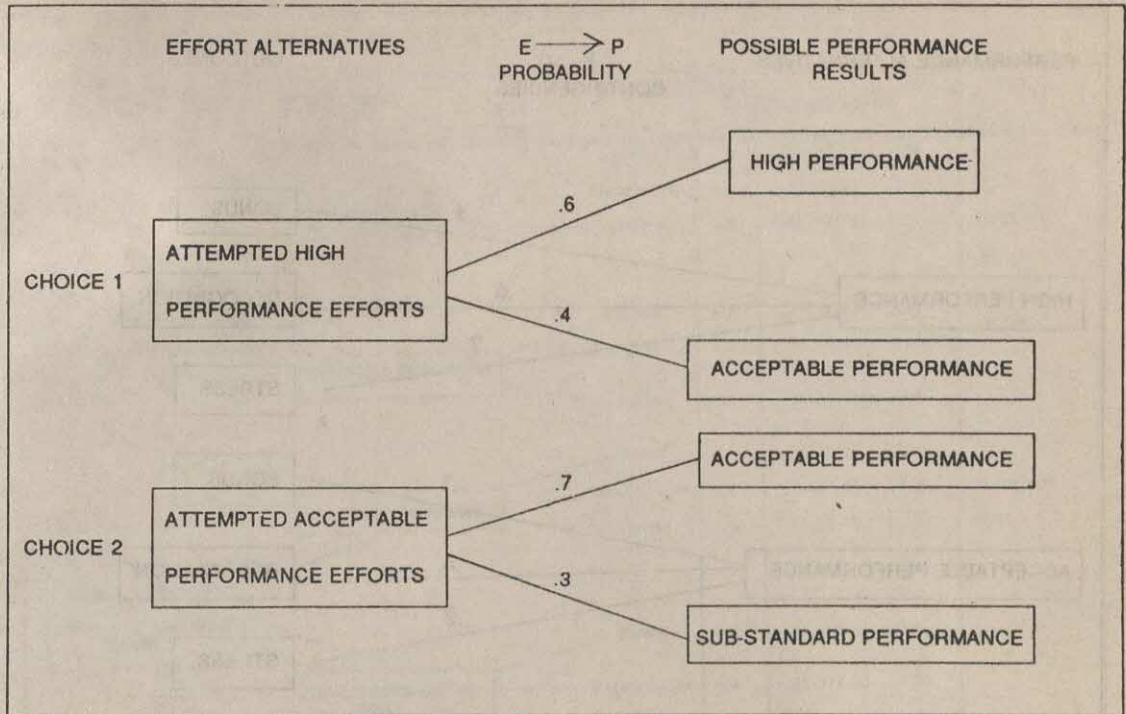 EFFORT ALTERNATIVES
E → P
PROBABILITY
POSSIBLE PERFORMANCE
RESULTS
HIGH PERFORMANCE
.6
CHOICE 1
ATTEMPTED HIGH
PERFORMANCE EFFORTS
.4
ACCEPTABLE PERFORMANCE
ACCEPTABLE PERFORMANCE
.7
CHOICE 2
ATTEMPTED ACCEPTABLE
PERFORMANCE EFFORTS
.3
SUB-STANDARD PERFORMANCE